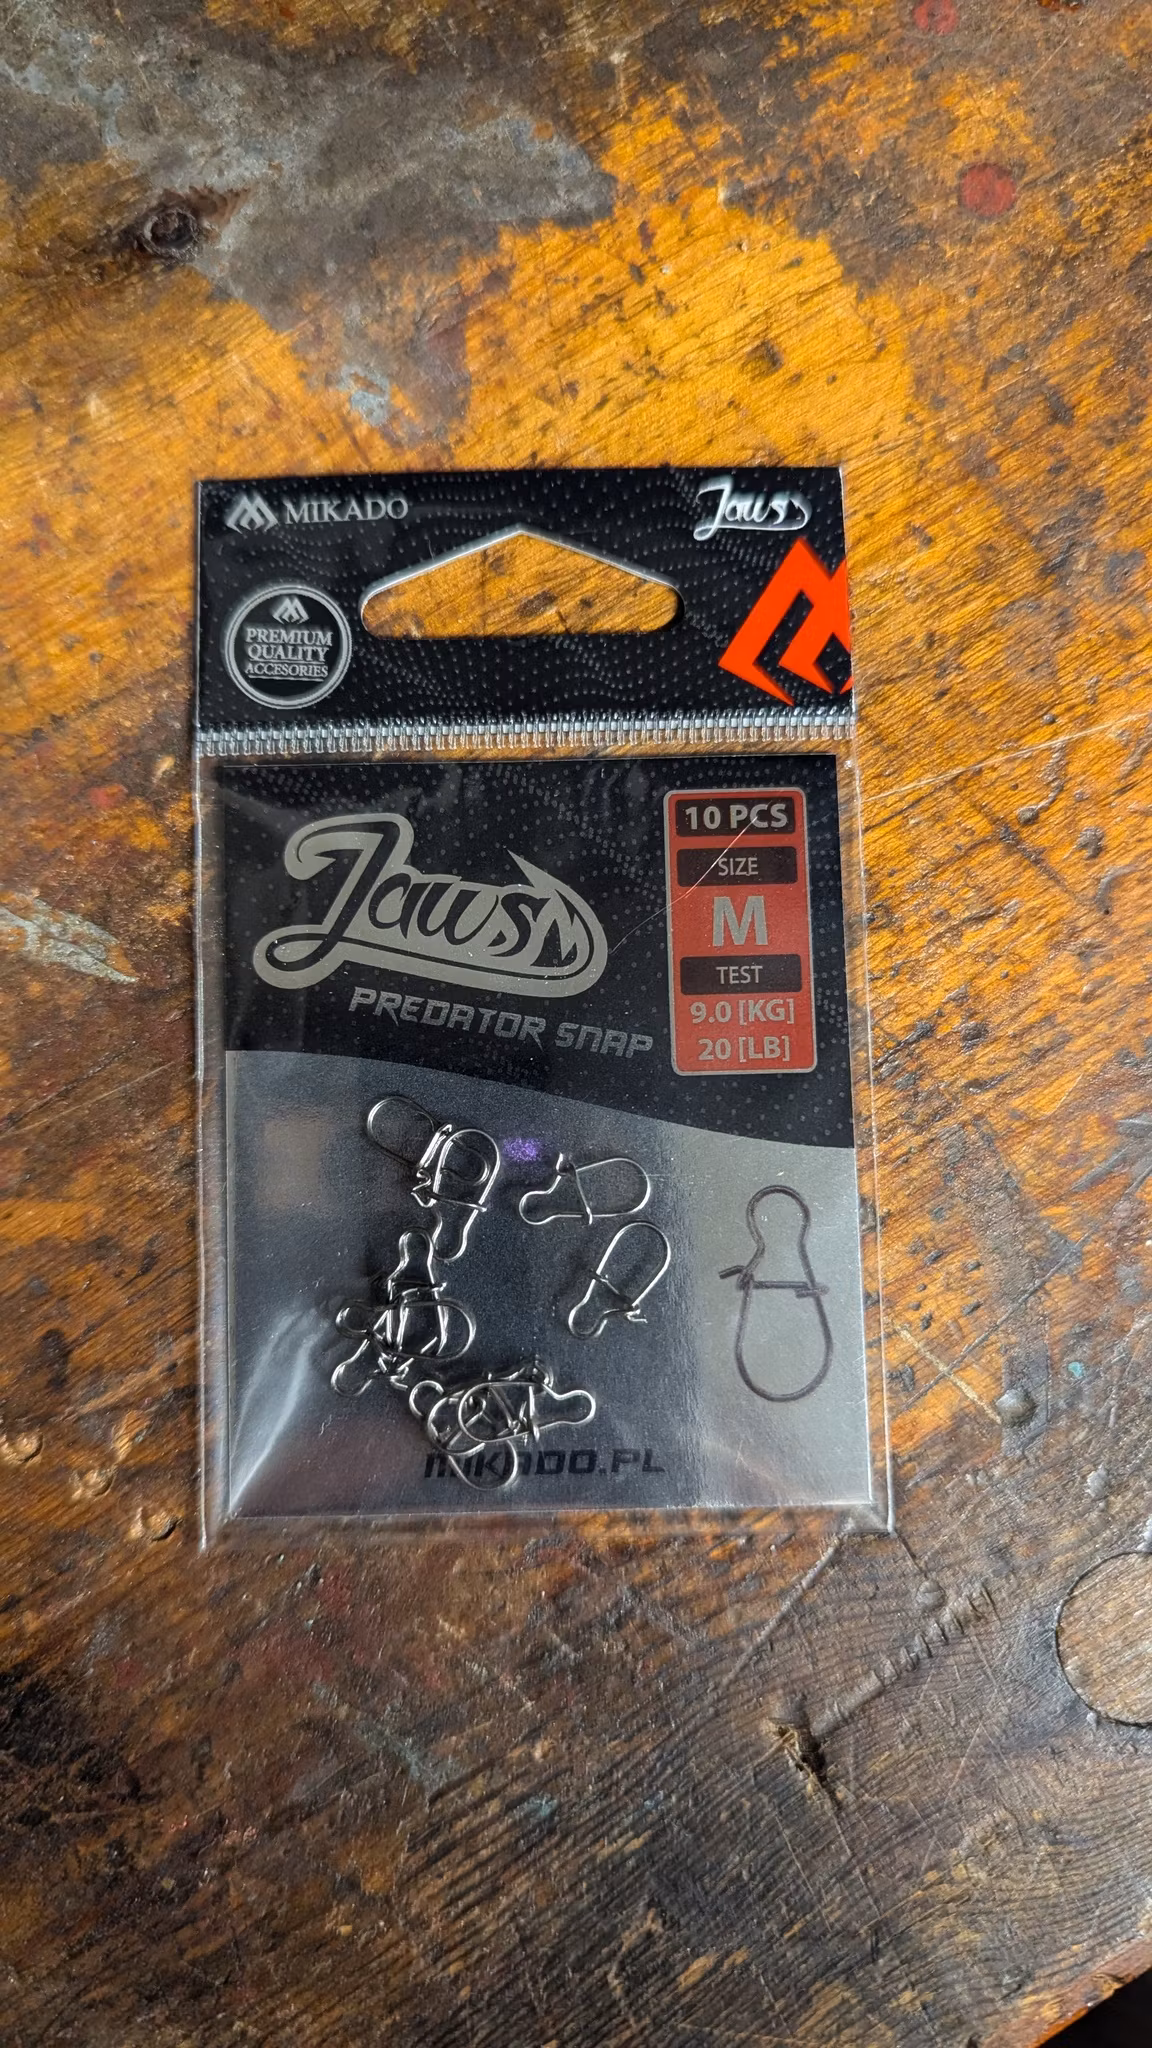 MIKADO
Jaws
PREMIUM
QUALITY
ACCESORIES
Jaws
PREDATOR SNAP
10 PCS
SIZE
M
TEST
9.0 [KG]
20 [LB]
MIKADO.PL